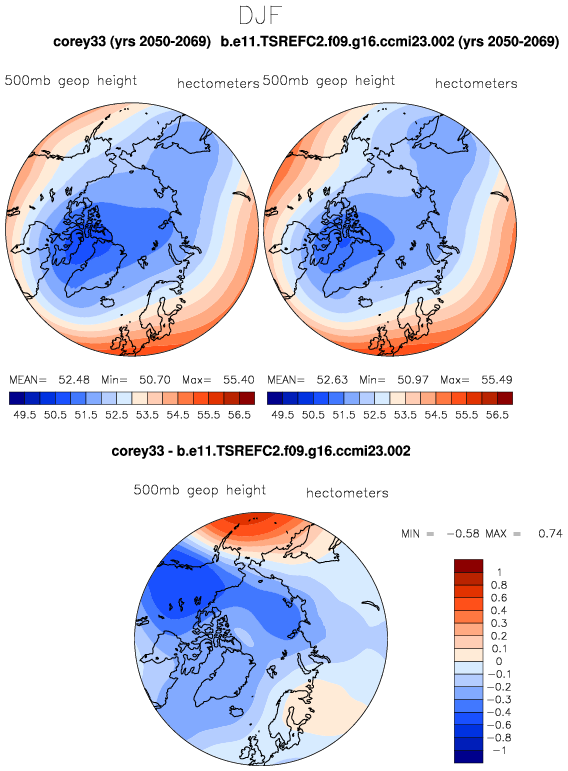 DJF
corey33 (yrs 2050-2069) b.e11.TSREFC2.f09.g16.ccmi23.002 (yrs 2050-2069)
500mb geop height hectometers 500mb geop height hectometers
MEAN= 52.48 Min= 50.70 Max= 55.40 MEAN= 52.63 Min= 50.97 Max= 55.49
49.5 50.5 51.5 52.5 53.5 54.5 55.5 56.5 49.5 50.5 51.5 52.5 53.5 54.5 55.5 56.5
corey33 - b.e11.TSREFC2.f09.g16.ccmi23.002
500mb geop height hectometers
MIN = -0.58 MAX = 0.74
1
0.8
0.6
0.4
0.3
0.2
0.1
0
-0.1
-0.2
-0.3
-0.4
-0.6
-0.8
-1